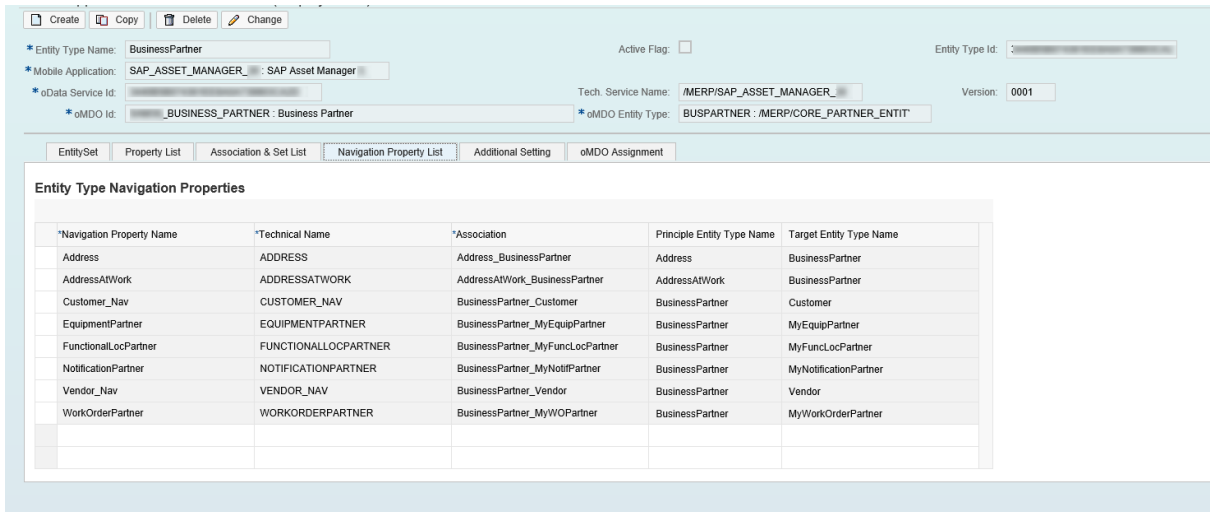 Create Copy Delete Change
*Entity Type Name: BusinessPartner Active Flag: Entity Type Id:
*Mobile Application: SAP_ASSET_MANAGER_ : SAP Asset Manager
*oData Service Id: Tech. Service Name: /MERP/SAP_ASSET_MANAGER_ Version: 0001
*oMDO Id: _BUSINESS_PARTNER : Business Partner *oMDO Entity Type: BUSPARTNER : /MERP/CORE_PARTNER_ENTIT'
EntitySet Property List Association & Set List Navigation Property List Additional Setting oMDO Assignment
Entity Type Navigation Properties
*Navigation Property Name *Technical Name *Association Principle Entity Type Name Target Entity Type Name
Address ADDRESS Address_BusinessPartner Address BusinessPartner
AddressAtWork ADDRESSATWORK AddressAtWork_BusinessPartner AddressAtWork BusinessPartner
Customer_Nav CUSTOMER_NAV BusinessPartner_Customer BusinessPartner Customer
EquipmentPartner EQUIPMENTPARTNER BusinessPartner_MyEquipPartner BusinessPartner MyEquipPartner
FunctionalLocPartner FUNCTIONALLOCPARTNER BusinessPartner_MyFuncLocPartner BusinessPartner MyFuncLocPartner
NotificationPartner NOTIFICATIONPARTNER BusinessPartner_MyNotifPartner BusinessPartner MyNotificationPartner
Vendor_Nav VENDOR_NAV BusinessPartner_Vendor BusinessPartner Vendor
WorkOrderPartner WORKORDERPARTNER BusinessPartner_MyWOPartner BusinessPartner MyWorkOrderPartner